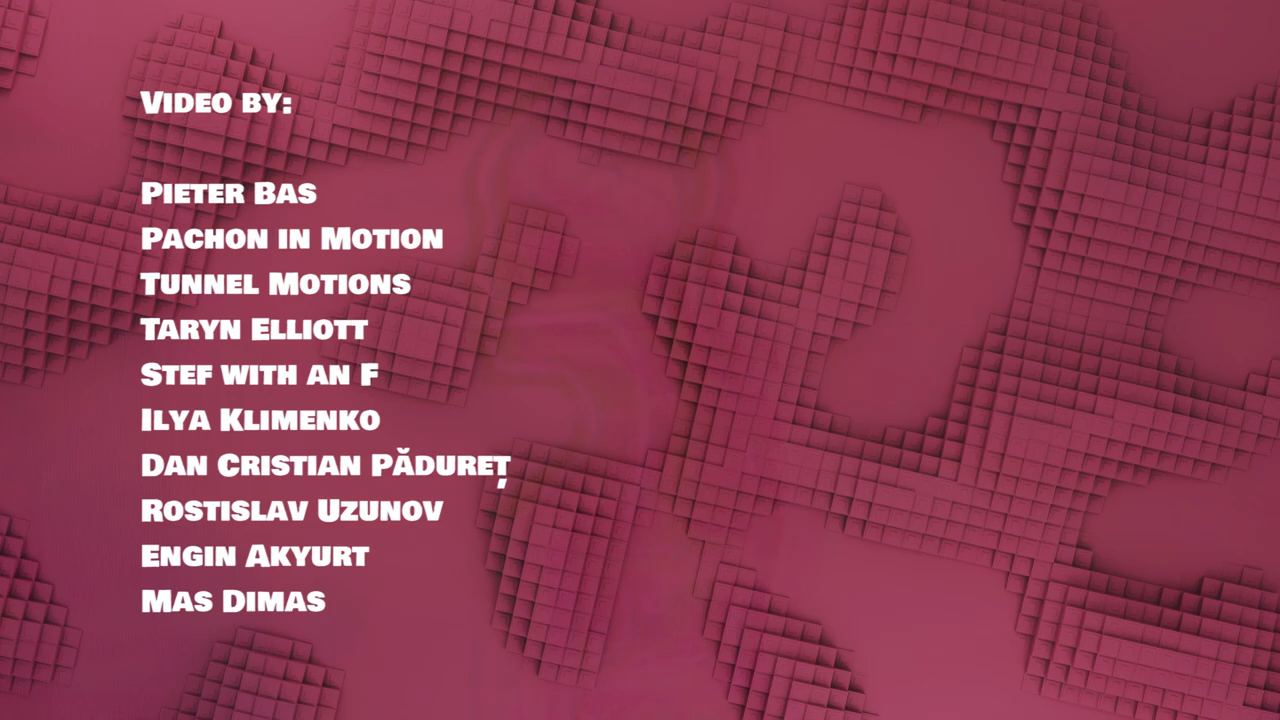 Video by:
Pieter Bas
Pachon in Motion
Tunnel Motions
Taryn Elliott
Stef with an F
Ilya Klimenko
Dan Cristian Pădureț
Rostislav Uzunov
Engin Akyurt
Mas Dimas